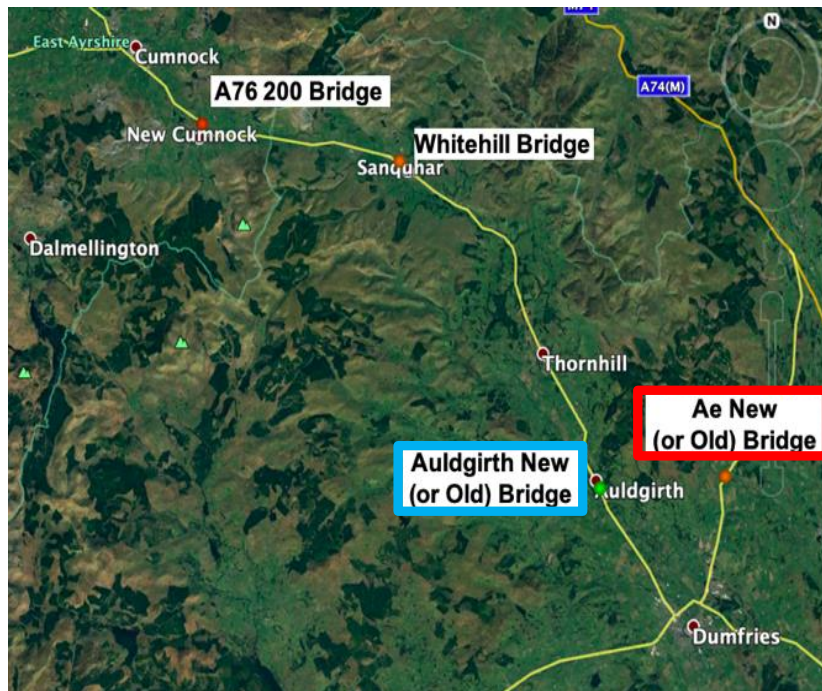 M74
East Ayrshire
Cumnock
N
A76 200 Bridge
A74(M)
New Cumnock
Whitehill Bridge
Sanquhar
Dalmellington
Thornhill
Ae New
(or Old) Bridge
Auldgirth New
(or Old) Bridge
Auldgirth
Dumfries